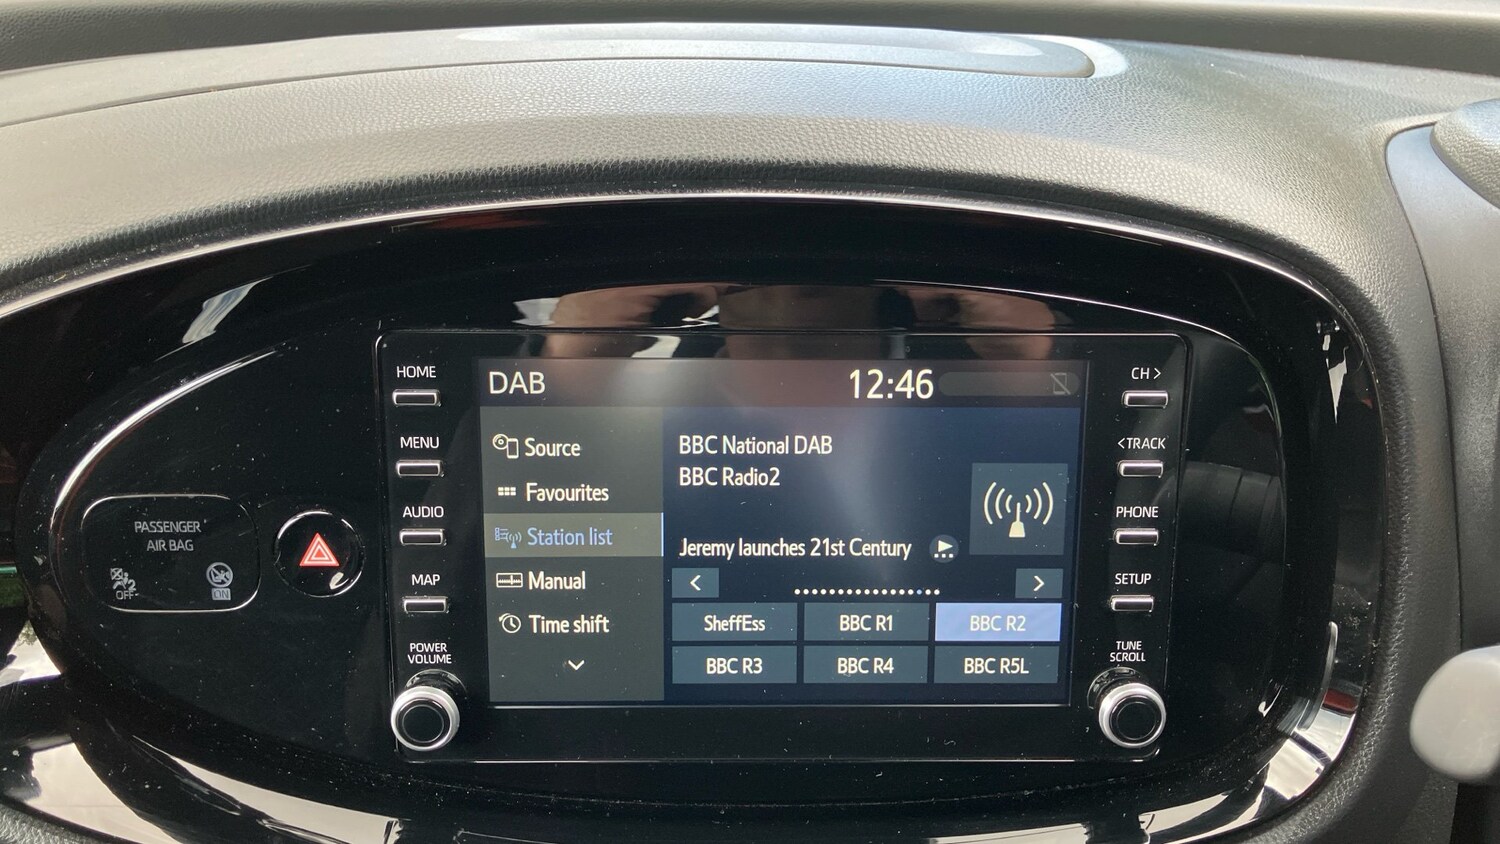 HOME
MENU
AUDIO
MAP
POWER
VOLUME
PASSENGER
AIR BAG
OFF
ON
DAB
12:46
Source
Favourites
Station list
Manual
Time shift
BBC National DAB
BBC Radio2
Jeremy launches 21st Century
<
>
SheffEss
BBC R1
BBC R2
BBC R3
BBC R4
BBC R5L
CH >
<TRACK
PHONE
SETUP
TUNE
SCROLL